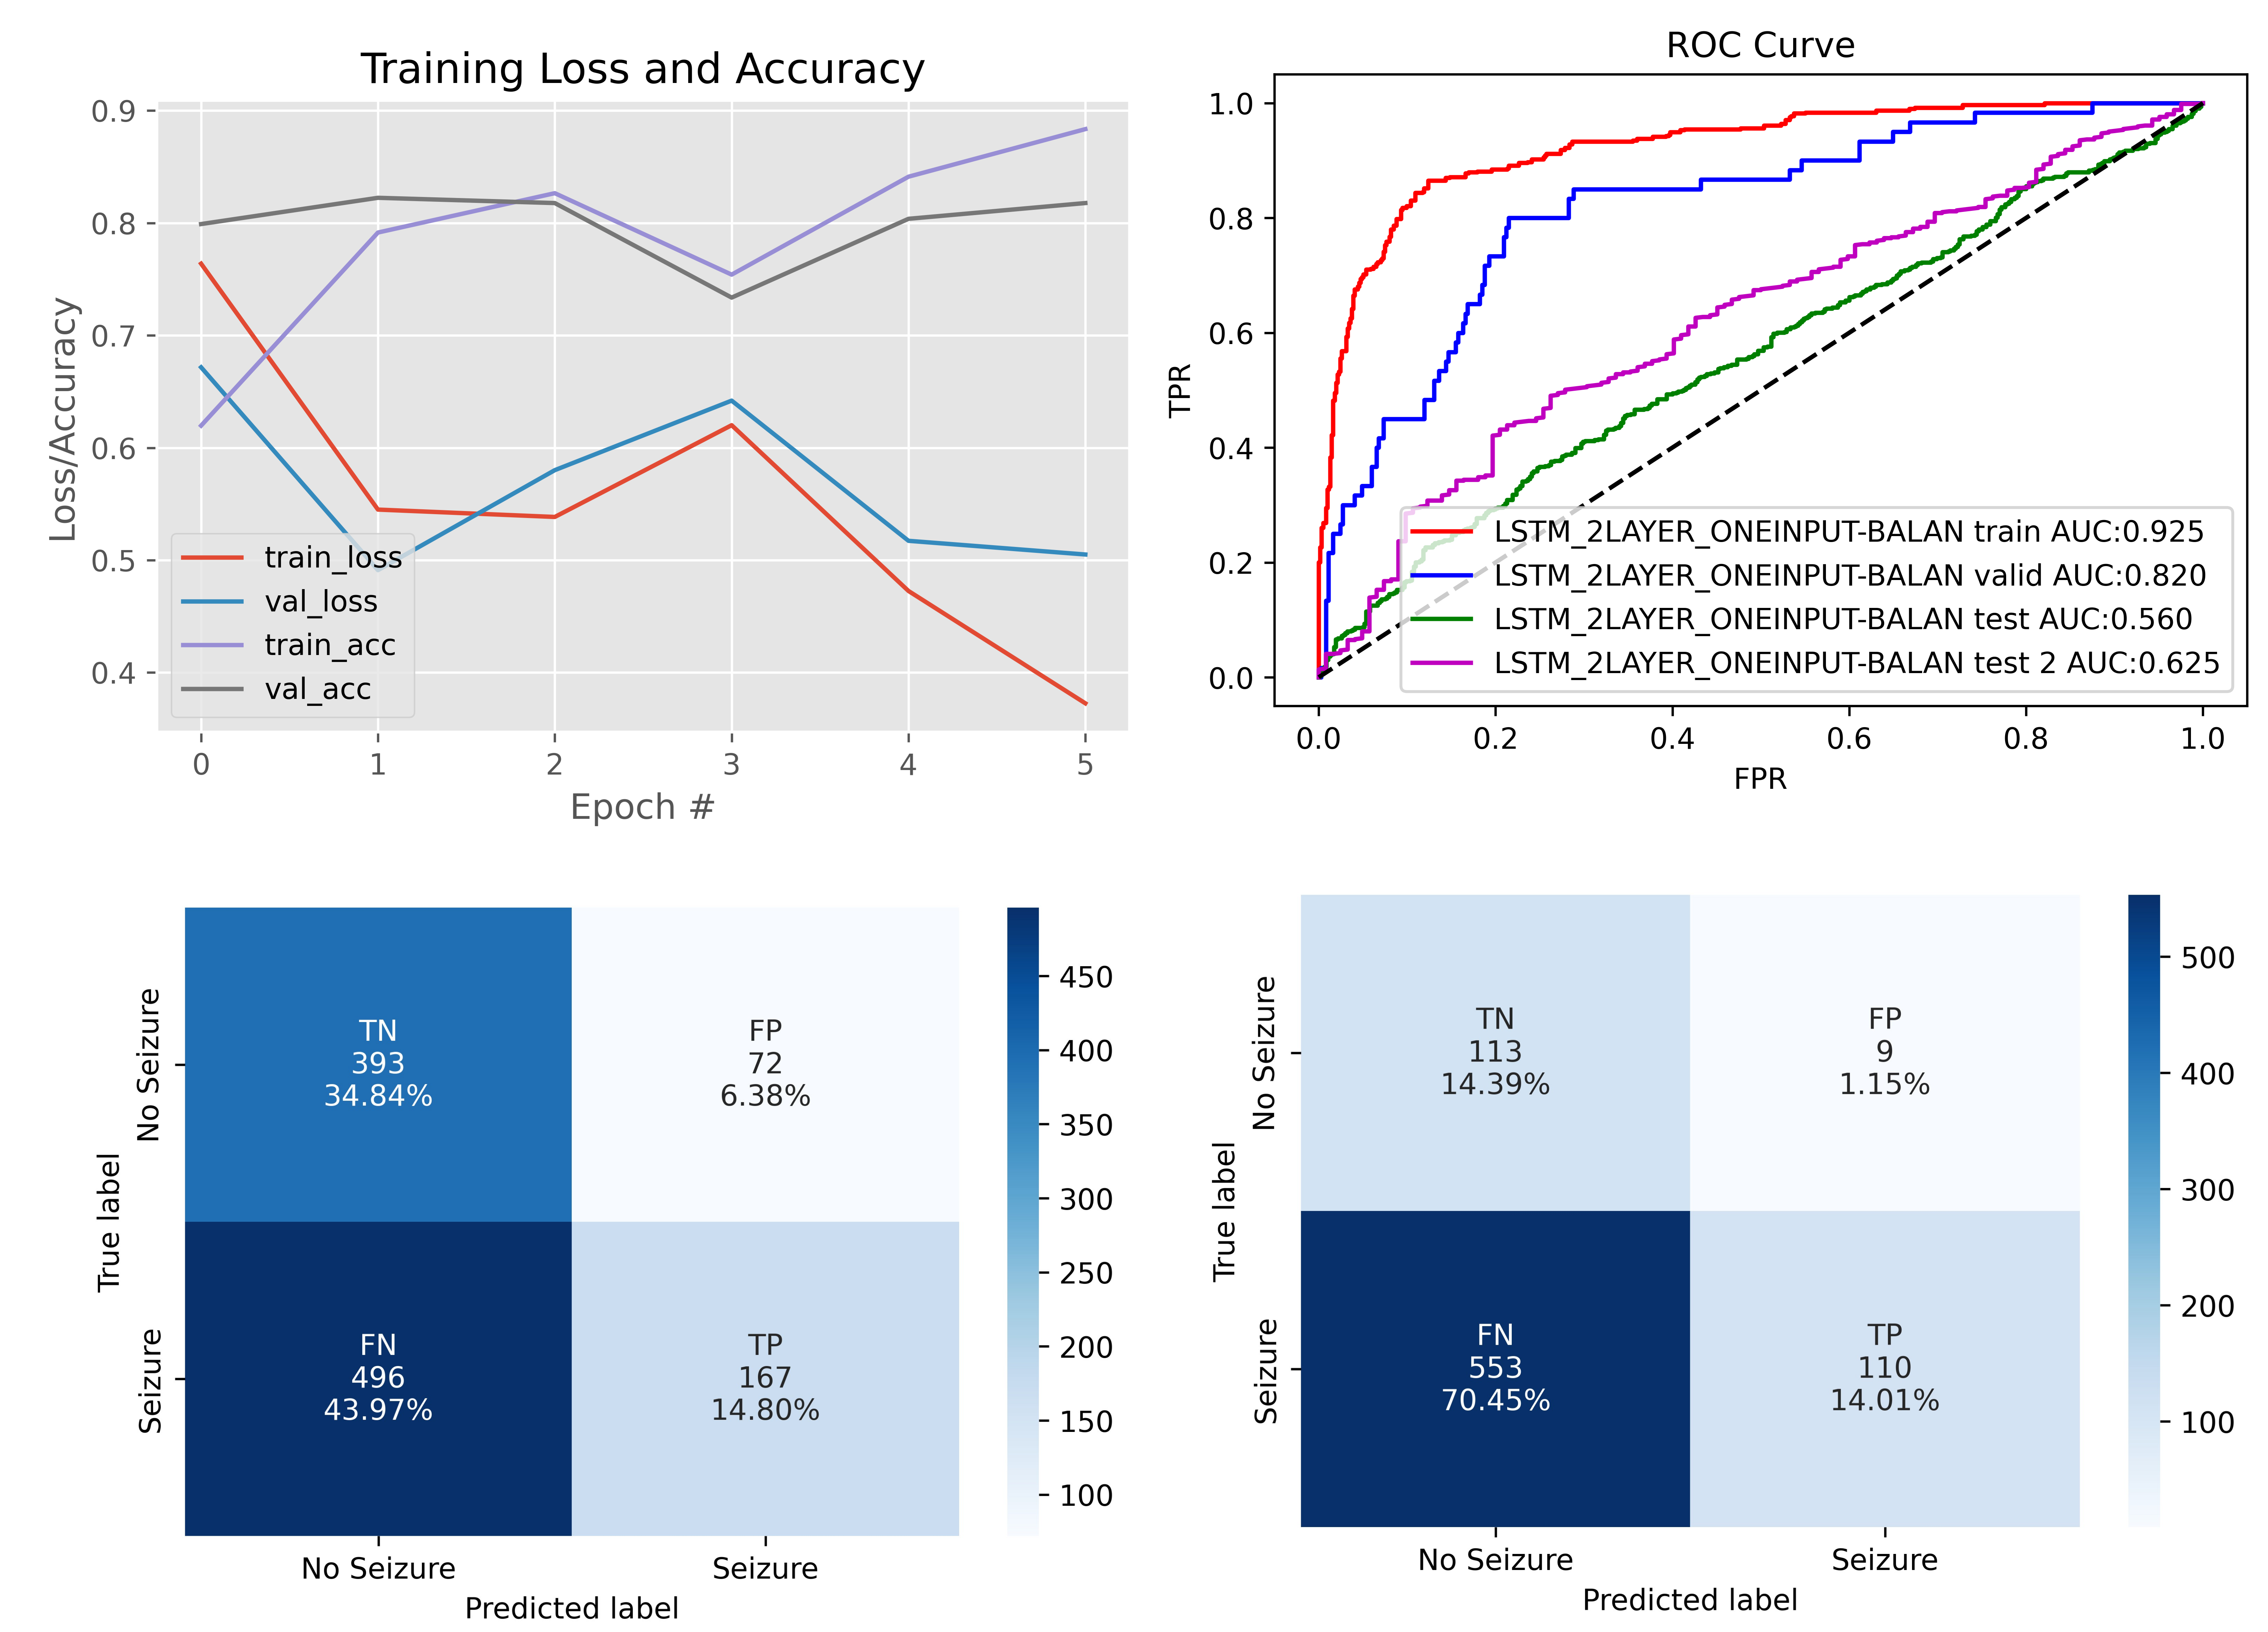 Training Loss and Accuracy
Loss/Accuracy
0.9
0.8
0.7
0.6
0.5
0.4
train_loss
val_loss
train_acc
val_acc
0 1 2 3 4 5
Epoch #
ROC Curve
TPR
1.0
0.8
0.6
0.4
0.2
0.0
LSTM_2LAYER_ONEINPUT-BALAN train AUC:0.925
LSTM_2LAYER_ONEINPUT-BALAN valid AUC:0.820
LSTM_2LAYER_ONEINPUT-BALAN test AUC:0.560
LSTM_2LAYER_ONEINPUT-BALAN test 2 AUC:0.625
0.0 0.2 0.4 0.6 0.8 1.0
FPR
True label
No Seizure
Seizure
TN
393
34.84%
FP
72
6.38%
FN
496
43.97%
TP
167
14.80%
No Seizure Seizure
Predicted label
450
400
350
300
250
200
150
100
True label
No Seizure
Seizure
TN
113
14.39%
FP
9
1.15%
FN
553
70.45%
TP
110
14.01%
No Seizure Seizure
Predicted label
500
400
300
200
100